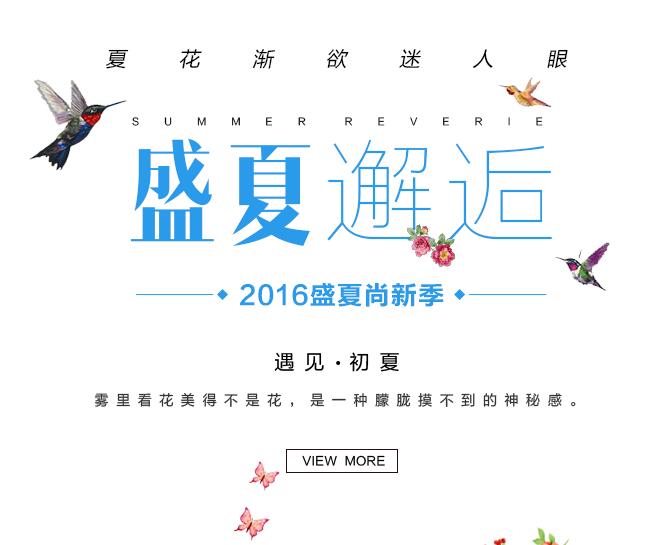 夏花渐欲迷人眼
SUMMER REVERIE
盛夏邂逅
2016盛夏尚新季
遇见·初夏
雾里看花美得不是花，是一种朦胧摸不到的神秘感。
VIEW MORE